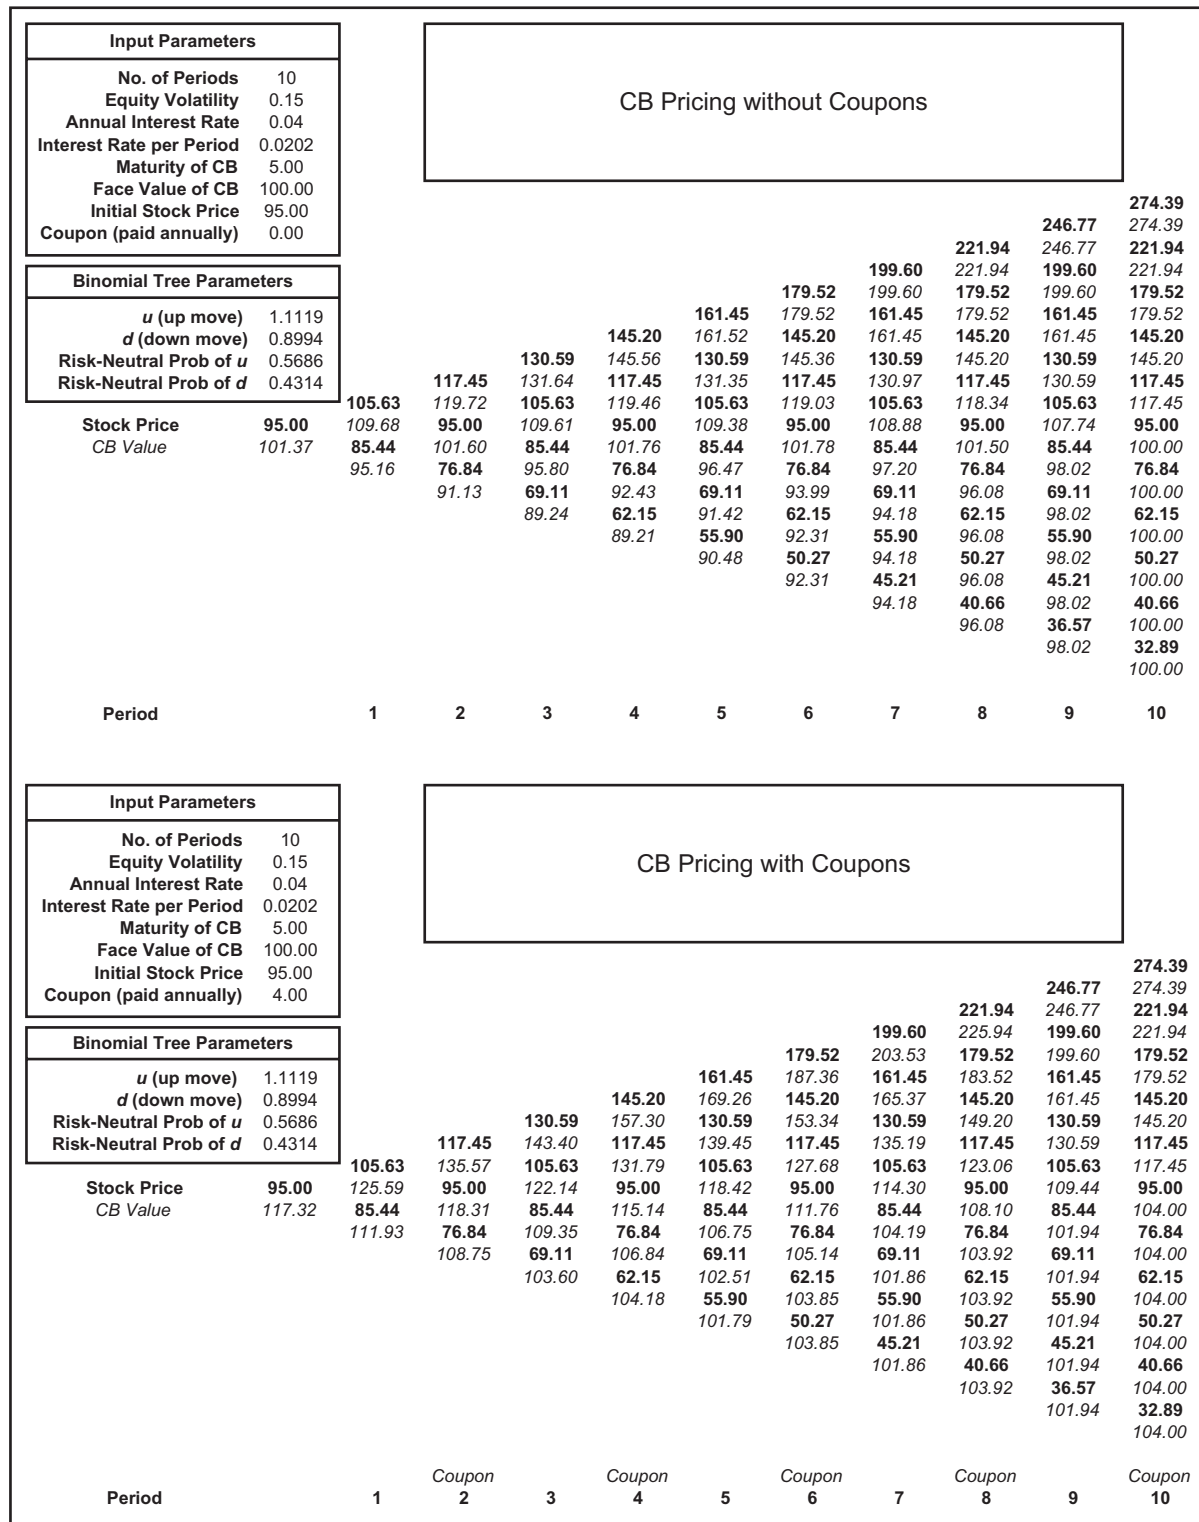 Input Parameters
No. of Periods 10
Equity Volatility 0.15
Annual Interest Rate 0.04
Interest Rate per Period 0.0202
Maturity of CB 5.00
Face Value of CB 100.00
Initial Stock Price 95.00
Coupon (paid annually) 0.00
CB Pricing without Coupons
Binomial Tree Parameters
u (up move) 1.1119
d (down move) 0.8994
Risk-Neutral Prob of u 0.5686
Risk-Neutral Prob of d 0.4314
274.39
246.77 274.39
221.94 246.77 221.94
199.60 221.94 199.60 221.94
179.52 199.60 179.52 199.60 179.52
161.45 179.52 161.45 179.52 161.45 179.52
145.20 161.52 145.20 161.45 145.20 161.45 145.20
130.59 145.56 130.59 145.36 130.59 145.20 130.59 145.20
117.45 131.64 117.45 131.35 117.45 130.97 117.45 130.59 117.45
105.63 119.72 105.63 119.46 105.63 119.03 105.63 118.34 105.63 117.45
Stock Price 95.00 109.68 95.00 109.61 95.00 109.38 95.00 108.88 95.00 107.74 95.00
CB Value 101.37 85.44 101.60 85.44 101.76 85.44 101.78 85.44 101.50 85.44 100.00
95.16 76.84 95.80 76.84 96.47 76.84 97.20 76.84 98.02 76.84
91.13 69.11 92.43 69.11 93.99 69.11 96.08 69.11 100.00
89.24 62.15 91.42 62.15 94.18 62.15 98.02 62.15
89.21 55.90 92.31 55.90 96.08 55.90 100.00
90.48 50.27 94.18 50.27 98.02 50.27
92.31 45.21 96.08 45.21 100.00
94.18 40.66 98.02 40.66
96.08 36.57 100.00
98.02 32.89
100.00
Period 1 2 3 4 5 6 7 8 9 10
Input Parameters
No. of Periods 10
Equity Volatility 0.15
Annual Interest Rate 0.04
Interest Rate per Period 0.0202
Maturity of CB 5.00
Face Value of CB 100.00
Initial Stock Price 95.00
Coupon (paid annually) 4.00
CB Pricing with Coupons
Binomial Tree Parameters
u (up move) 1.1119
d (down move) 0.8994
Risk-Neutral Prob of u 0.5686
Risk-Neutral Prob of d 0.4314
274.39
246.77 274.39
221.94 246.77 221.94
199.60 225.94 199.60 221.94
179.52 203.53 179.52 199.60 179.52
161.45 187.36 161.45 183.52 161.45 179.52
145.20 169.26 145.20 165.37 145.20 161.45 145.20
130.59 157.30 130.59 153.34 130.59 149.20 130.59 145.20
117.45 143.40 117.45 139.45 117.45 135.19 117.45 130.59 117.45
105.63 135.57 105.63 131.79 105.63 127.68 105.63 123.06 105.63 117.45
Stock Price 95.00 125.59 95.00 122.14 95.00 118.42 95.00 114.30 95.00 109.44 95.00
CB Value 117.32 85.44 118.31 85.44 115.14 85.44 111.76 85.44 108.10 85.44 104.00
111.93 76.84 109.35 76.84 106.75 76.84 104.19 76.84 101.94 76.84
108.75 69.11 106.84 69.11 105.14 69.11 103.92 69.11 104.00
103.60 62.15 102.51 62.15 101.86 62.15 101.94 62.15
104.18 55.90 103.85 55.90 103.92 55.90 104.00
101.79 50.27 101.86 50.27 101.94 50.27
103.85 45.21 103.92 45.21 104.00
101.86 40.66 101.94 40.66
103.92 36.57 104.00
101.94 32.89
104.00
Coupon Coupon Coupon Coupon Coupon
Period 1 2 3 4 5 6 7 8 9 10